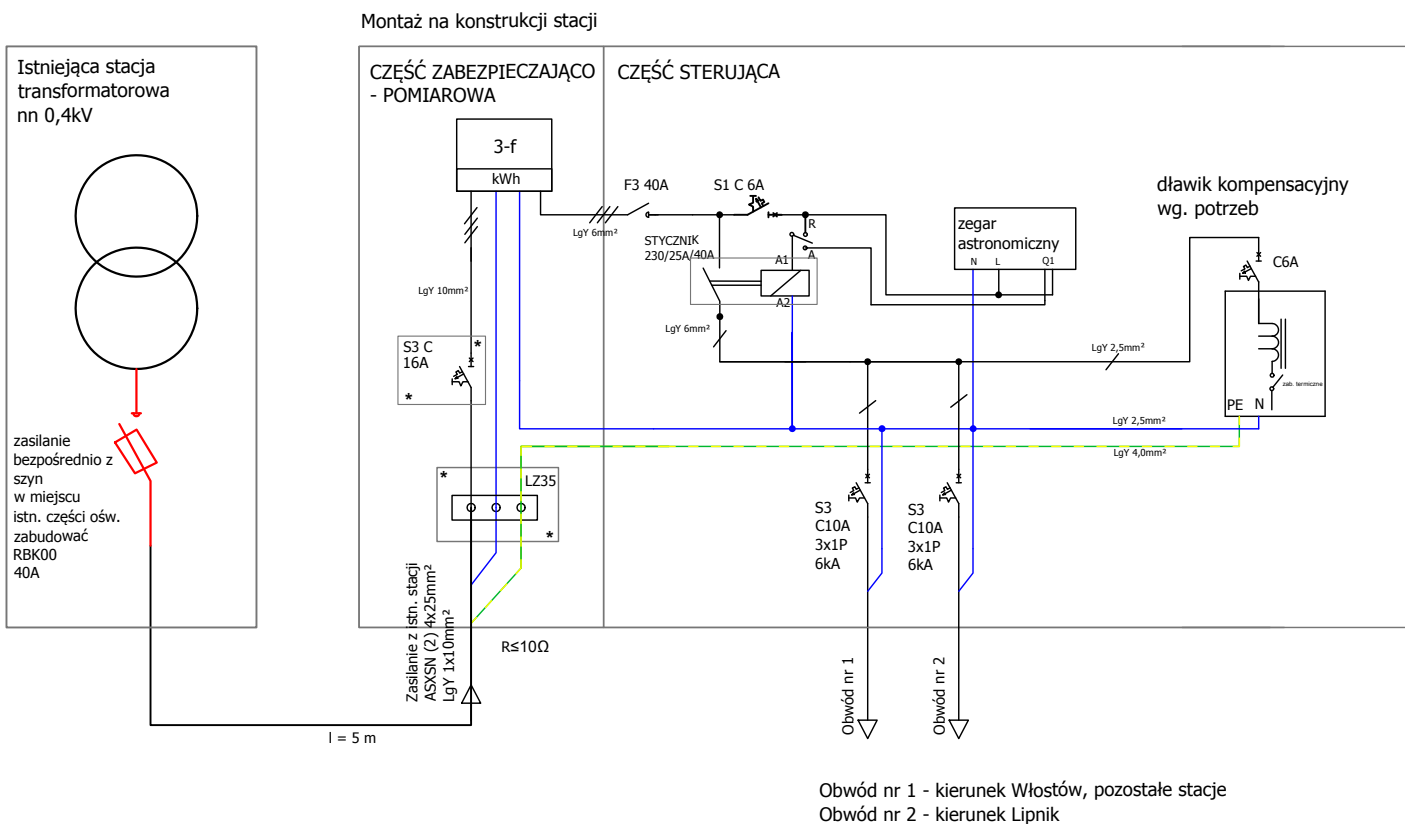 Montaż na konstrukcji stacji
Istniejąca stacja
transformatorowa
nn 0,4kV
zasilanie
bezpośrednio z
szyn
w miejscu
istn. części ośw.
zabudować
RBK00
40A
l = 5 m
CZĘŚĆ ZABEZPIECZAJĄCO
- POMIAROWA
3-f
kWh
LgY 10mm²
S3 C
16A
*
*
*
LZ35
*
Zasilanie z istn. stacji
ASXSN (2) 4x25mm²
LgY 1x10mm²
R≤10Ω
CZĘŚĆ STERUJĄCA
F3 40A
LgY 6mm²
S1 C 6A
R
A
STYCZNIK
230/25A/40A
A1
A2
LgY 6mm²
zegar
astronomiczny
N L Q1
dławik kompensacyjny
wg. potrzeb
C6A
zab. termiczne
PE N
LgY 2,5mm²
LgY 2,5mm²
LgY 4,0mm²
S3
C10A
3x1P
6kA
S3
C10A
3x1P
6kA
Obwód nr 1
Obwód nr 2
Obwód nr 1 - kierunek Włostów, pozostałe stacje
Obwód nr 2 - kierunek Lipnik